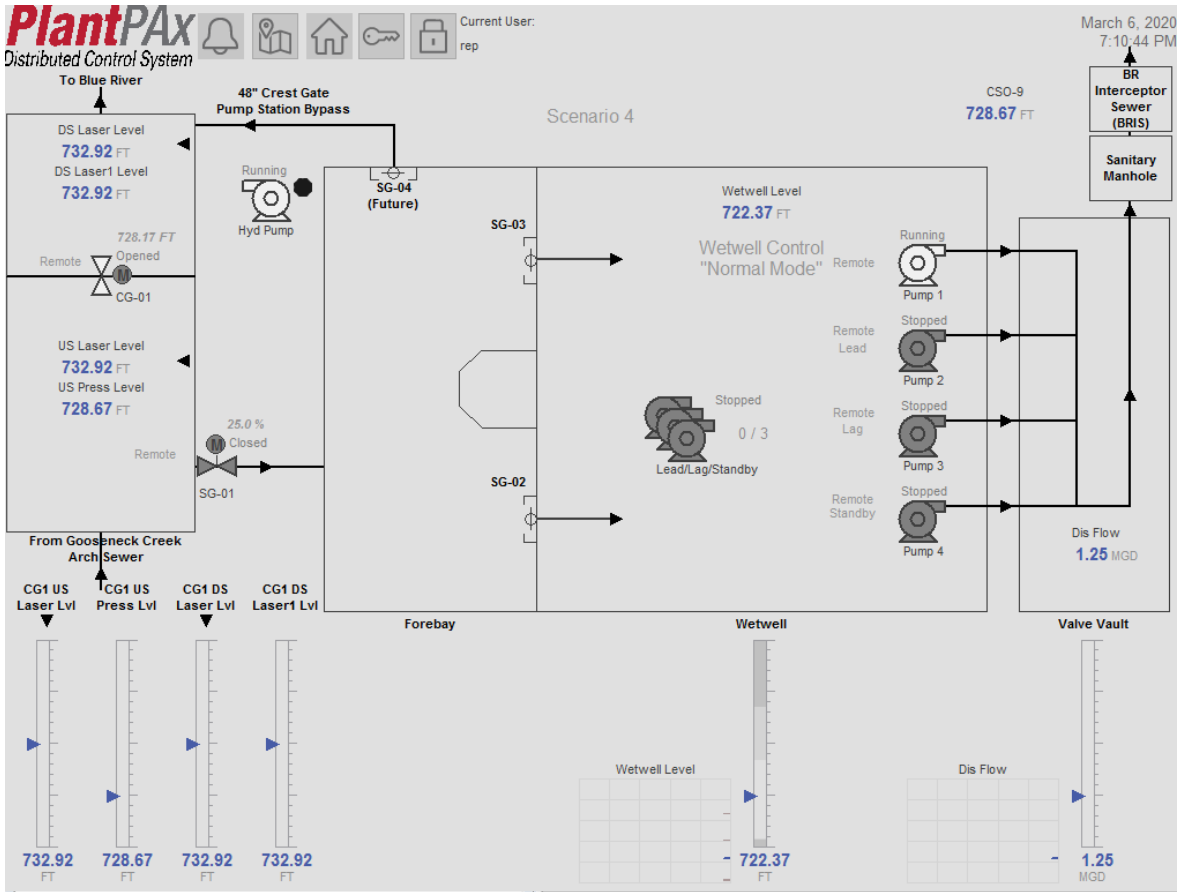 PlantPAx
Distributed Control System
Current User:
rep
March 6, 2020
7:10:44 PM
To Blue River
48" Crest Gate
Pump Station Bypass
Scenario 4
CSO-9
728.67 FT
BR
Interceptor
Sewer
(BRIS)
Sanitary
Manhole
DS Laser Level
732.92 FT
DS Laser1 Level
732.92 FT
Running
Hyd Pump
SG-04
(Future)
728.17 FT
Remote
Opened
M
CG-01
US Laser Level
732.92 FT
US Press Level
728.67 FT
25.0 %
M
Closed
Remote
SG-01
From Gooseneck Creek
Arch Sewer
SG-03
SG-02
Wetwell Level
722.37 FT
Wetwell Control
"Normal Mode"
Remote
Running
Pump 1
Stopped
Remote
Lead
Pump 2
Stopped
Remote
Lag
Pump 3
Stopped
Remote
Standby
Pump 4
Stopped
0 / 3
Lead/Lag/Standby
Dis Flow
1.25 MGD
Forebay
Wetwell
Valve Vault
CG1 US
Laser Lvl
CG1 US
Press Lvl
CG1 DS
Laser Lvl
CG1 DS
Laser1 Lvl
732.92
FT
728.67
FT
732.92
FT
732.92
FT
Wetwell Level
722.37
FT
Dis Flow
1.25
MGD